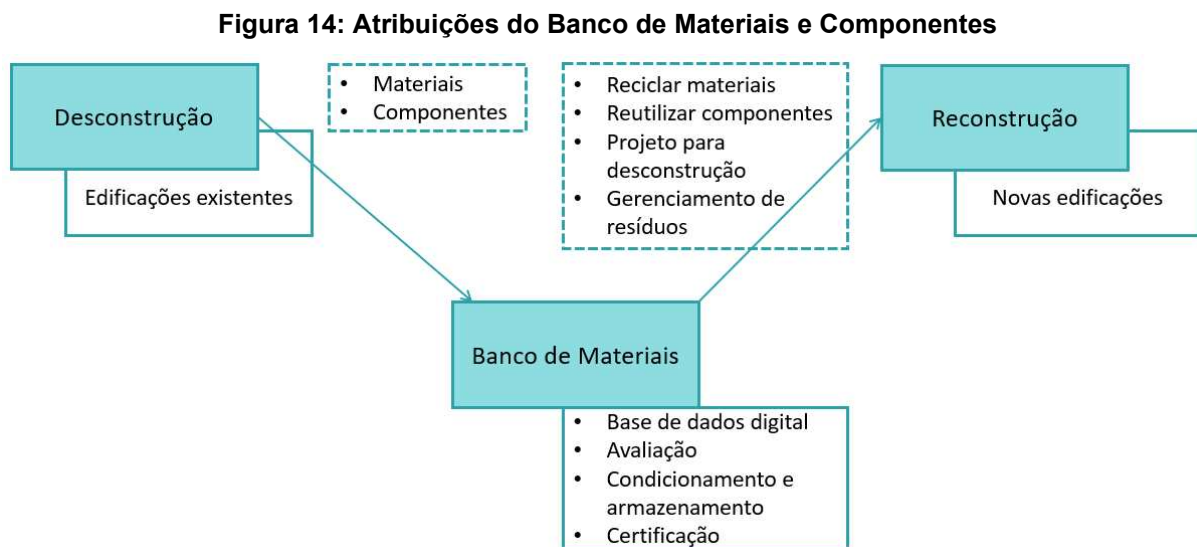 Figura 14: Atribuições do Banco de Materiais e Componentes
Desconstrução
Edificações existentes
• Materiais
• Componentes
• Reciclar materiais
• Reutilizar componentes
• Projeto para
desconstrução
• Gerenciamento de
resíduos
Reconstrução
Novas edificações
Banco de Materiais
• Base de dados digital
• Avaliação
• Condicionamento e
armazenamento
• Certificação